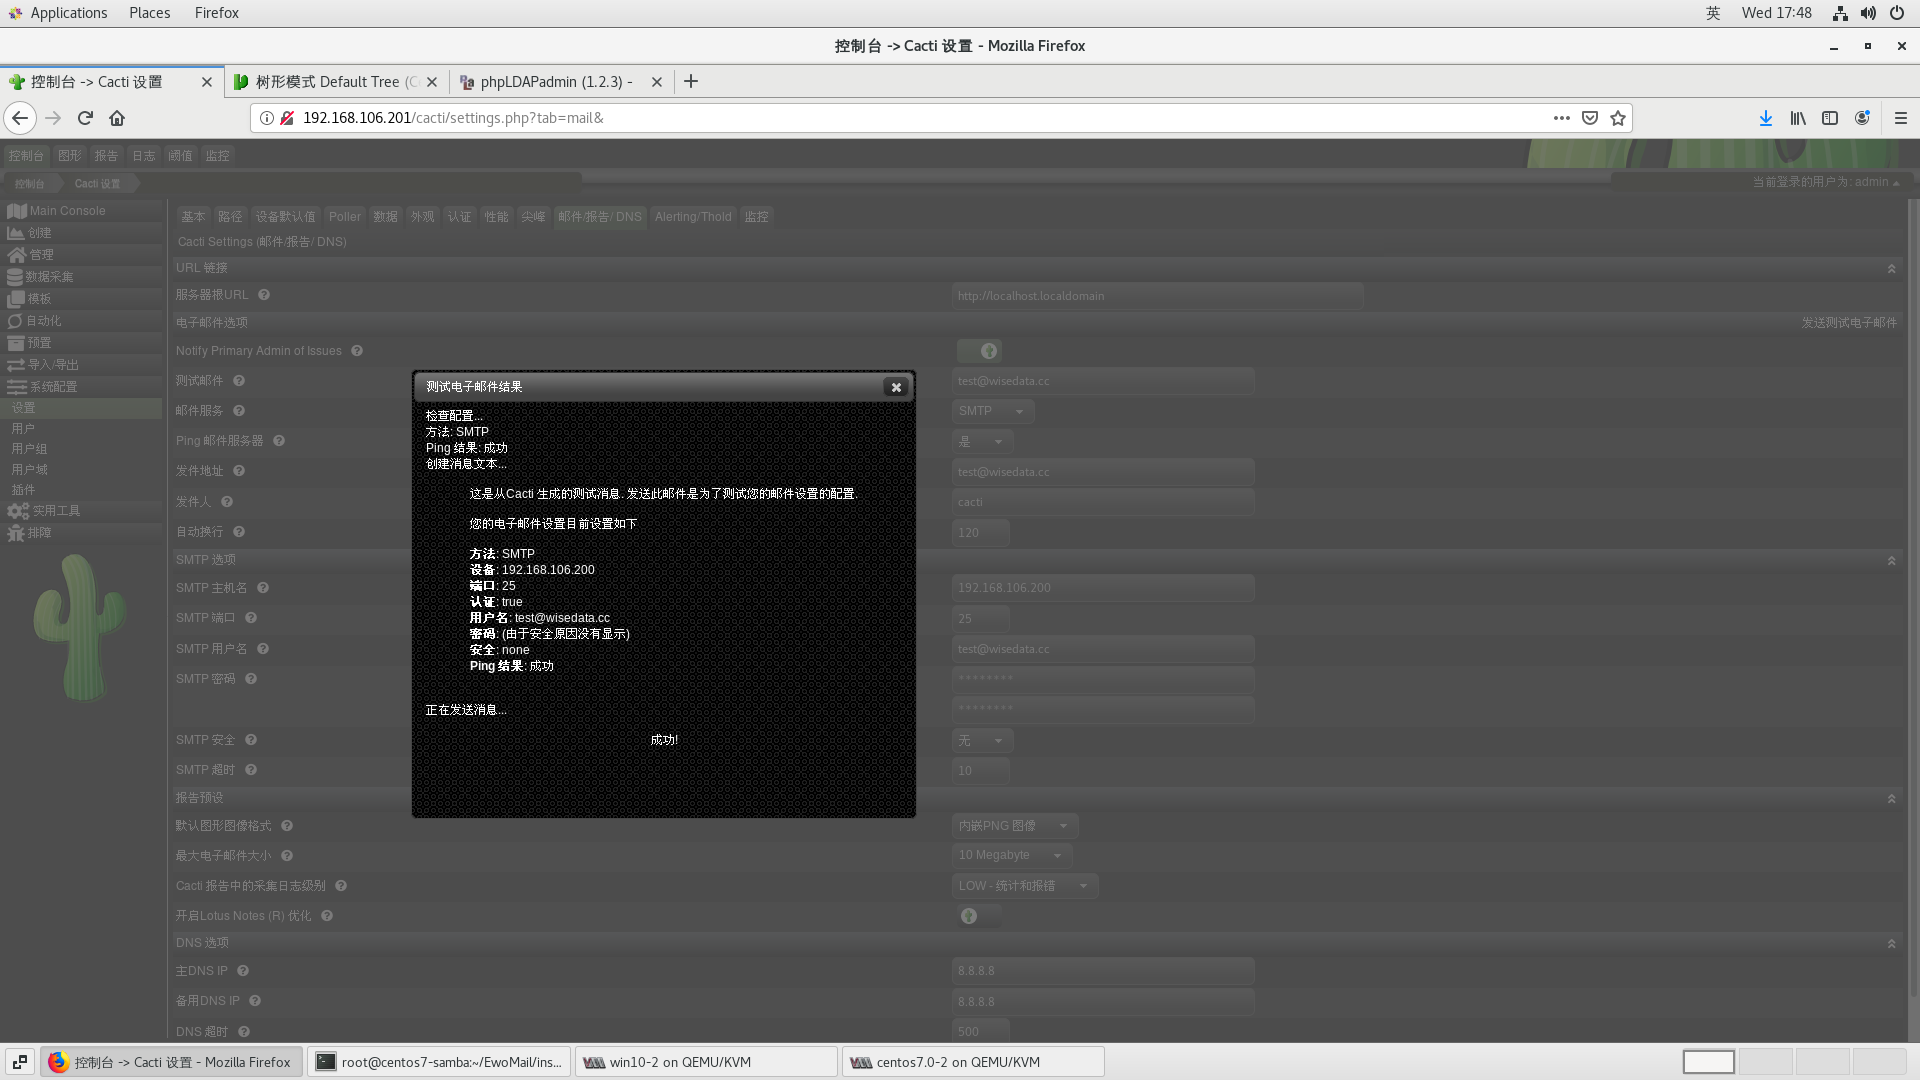 Applications Places Firefox 英 Wed 17:48
控制台 -> Cacti 设置 - Mozilla Firefox
控制台 -> Cacti 设置
树形模式 Default Tree (C
phpLDAPadmin (1.2.3) -
192.168.106.201/cacti/settings.php?tab=mail&
控制台 图形 报告 日志 阈值 监控
控制台 Cacti 设置
当前登录的用户为: admin
Main Console
创建
管理
数据采集
模板
自动化
预置
导入/导出
系统配置
设置
用户
用户组
用户域
插件
实用工具
排障
基本 路径 设备默认值 Poller 数据 外观 认证 性能 尖峰 邮件/报告/ DNS Alerting/Thold 监控
Cacti Settings (邮件/报告/ DNS)
URL 链接
服务器根URL http://localhost.localdomain
电子邮件选项 发送测试电子邮件
Notify Primary Admin of Issues
测试邮件 test@wisedata.cc
邮件服务 SMTP
Ping 邮件服务器 是
发件地址 test@wisedata.cc
发件人 cacti
自动换行 120
SMTP 选项
SMTP 主机名 192.168.106.200
SMTP 端口 25
SMTP 用户名 test@wisedata.cc
SMTP 密码 ********
********
SMTP 安全 无
SMTP 超时 10
报告预设
默认图形图像格式 内嵌PNG 图像
最大电子邮件大小 10 Megabyte
Cacti 报告中的采集日志级别 LOW - 统计和报错
开启Lotus Notes (R) 优化
DNS 选项
主DNS IP 8.8.8.8
备用DNS IP 8.8.8.8
DNS 超时 500
测试电子邮件结果
检查配置...
方法: SMTP
Ping 结果: 成功
创建消息文本...
这是从Cacti 生成的测试消息. 发送此邮件是为了测试您的邮件设置的配置.
您的电子邮件设置目前设置如下
方法: SMTP
设备: 192.168.106.200
端口: 25
认证: true
用户名: test@wisedata.cc
密码: (由于安全原因没有显示)
安全: none
Ping 结果: 成功
正在发送消息...
成功!
控制台 -> Cacti 设置 - Mozilla Firefox
root@centos7-samba:~/EwoMail/ins...
win10-2 on QEMU/KVM
centos7.0-2 on QEMU/KVM